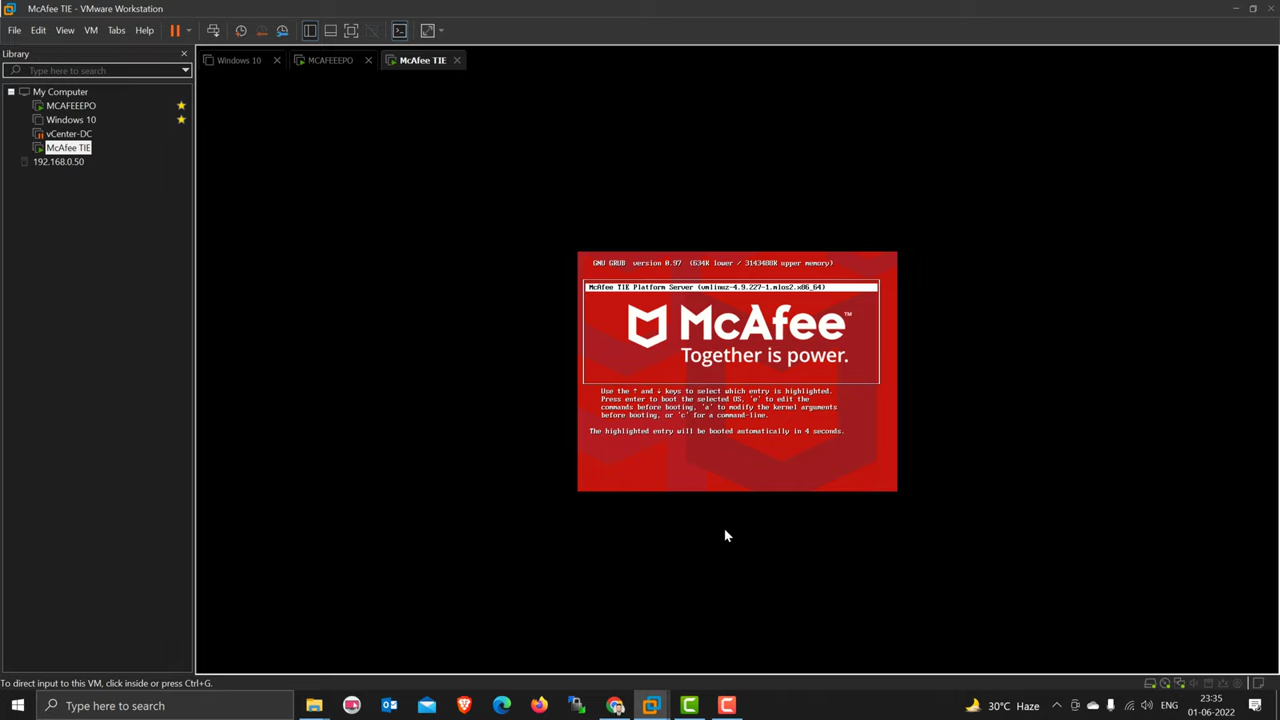 McAfee TIE - VMware Workstation
File Edit View VM Tabs Help
Library
Type here to search
My Computer
MCAFEEEPO
Windows 10
vCenter-DC
McAfee TIE
192.168.0.50
Windows 10 MCAFEEEPO McAfee TIE
GNU GRUB version 0.97 (634K lower / 3143488K upper memory)
McAfee TIE Platform Server (vmlinuz-4.9.227-1.mlos2.x86_64)
McAfee™
Together is power.
Use the ↑ and ↓ keys to select which entry is highlighted.
Press enter to boot the selected OS, 'e' to edit the
commands before booting, 'a' to modify the kernel arguments
before booting, or 'c' for a command-line.
The highlighted entry will be booted automatically in 4 seconds.
To direct input to this VM, click inside or press Ctrl+G.
Type here to search
30°C Haze
ENG
23:35
01-06-2022